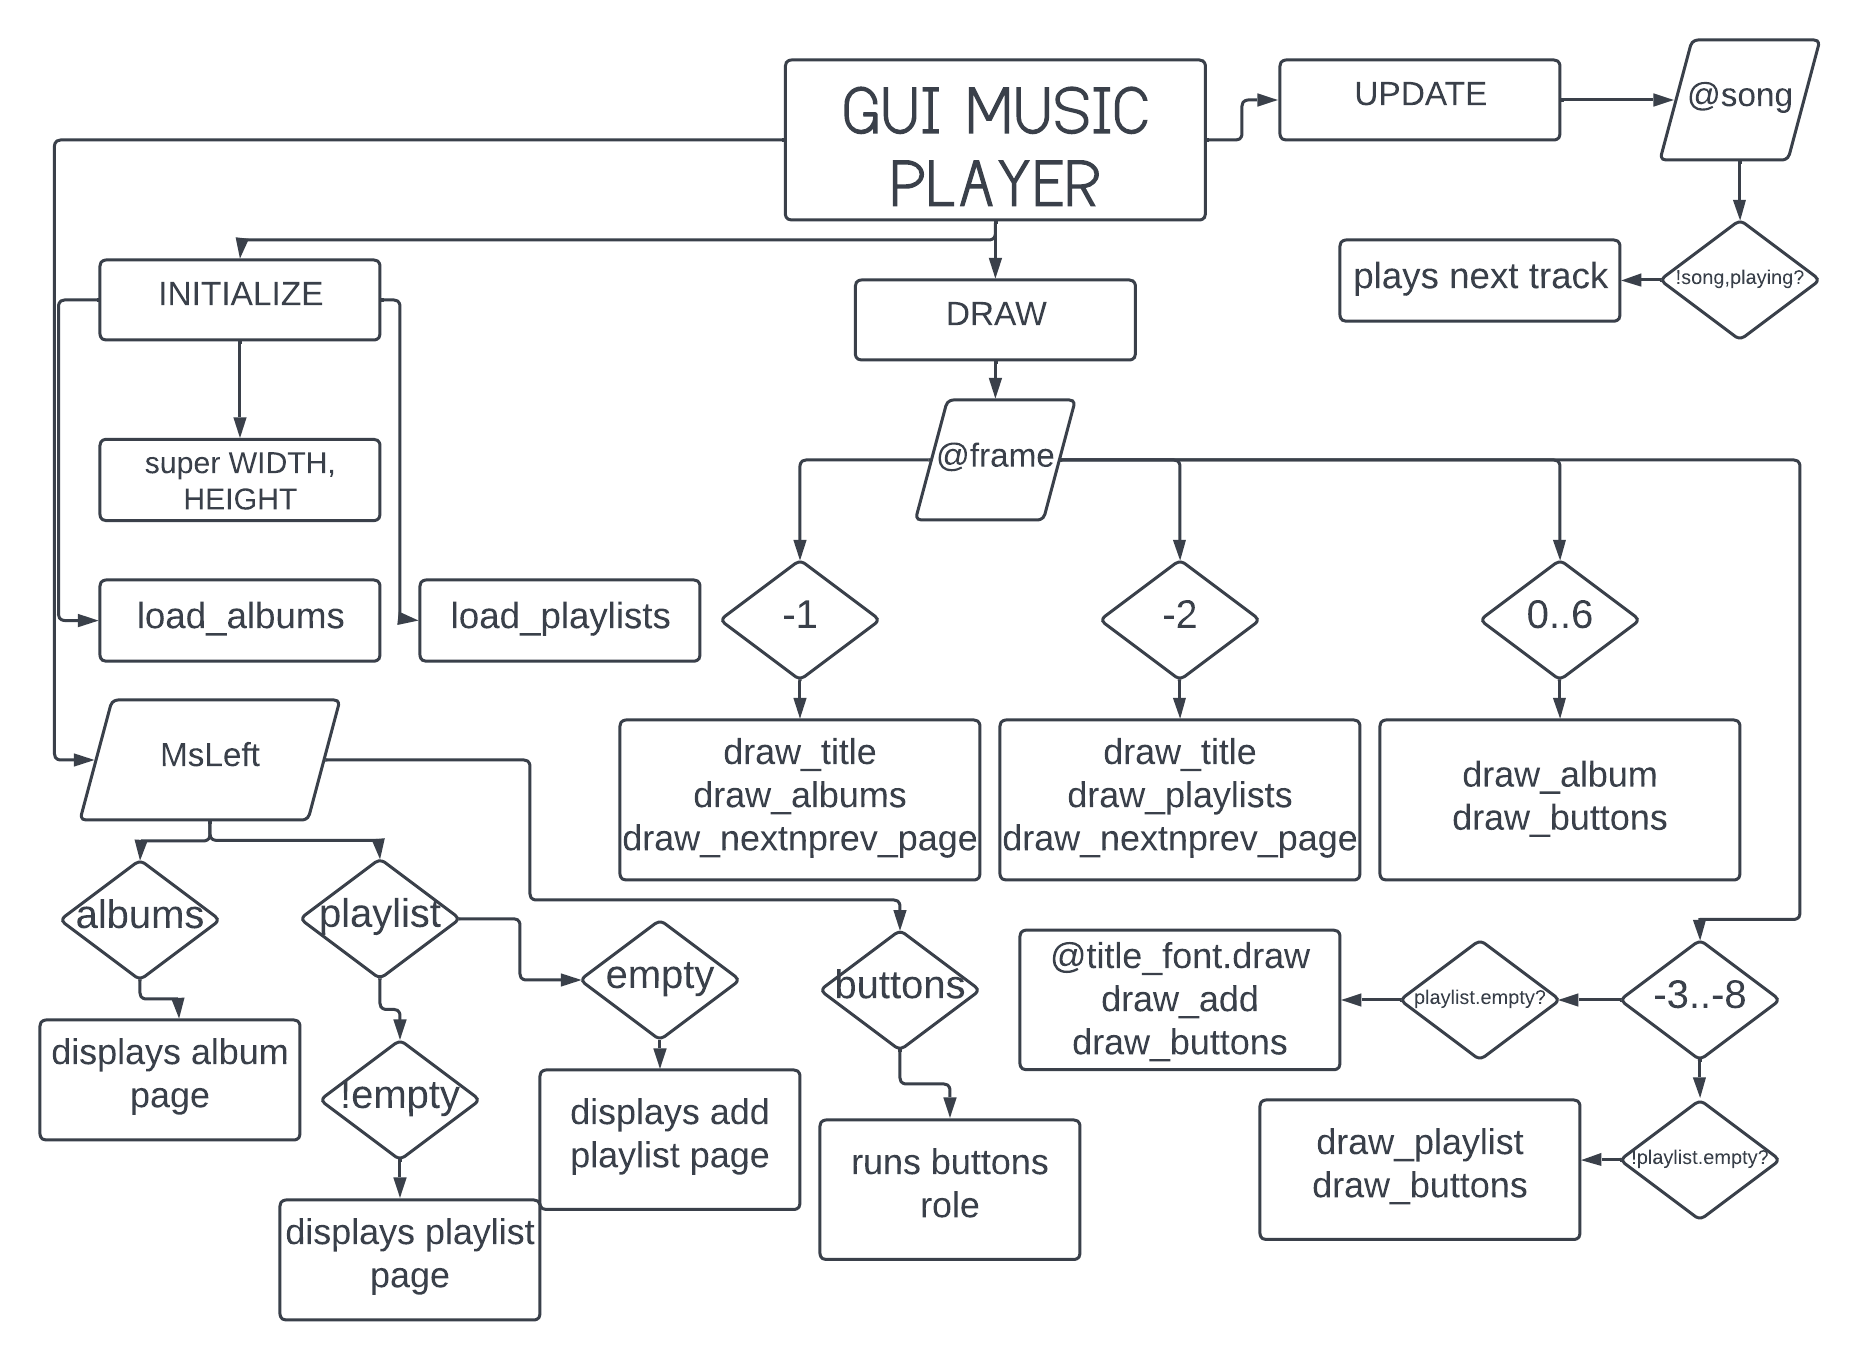 GUI MUSIC
PLAYER
UPDATE
@song
!song,playing?
plays next track
INITIALIZE
super WIDTH,
HEIGHT
load_albums
load_playlists
DRAW
@frame
-1
-2
0..6
draw_title
draw_albums
draw_nextnprev_page
draw_title
draw_playlists
draw_nextnprev_page
draw_album
draw_buttons
MsLeft
albums
playlist
empty
buttons
displays album
page
!empty
displays add
playlist page
runs buttons
role
displays playlist
page
@title_font.draw
draw_add
draw_buttons
playlist.empty?
-3..-8
draw_playlist
draw_buttons
!playlist.empty?